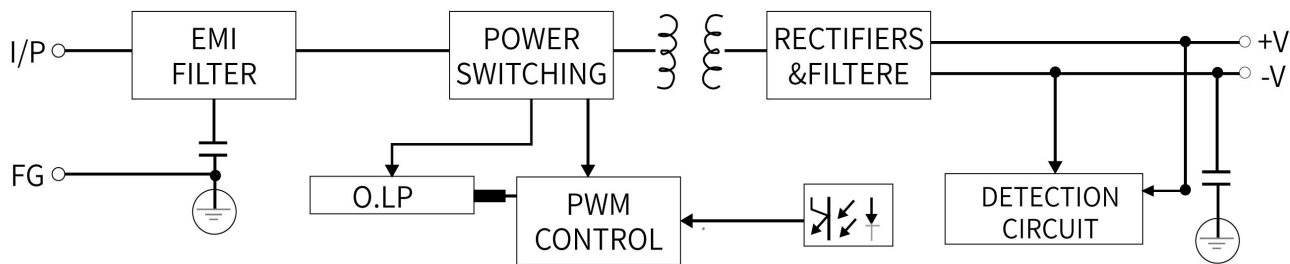 I/P
EMI
FILTER
POWER
SWITCHING
RECTIFIERS
&FILTERE
+V
-V
FG
O.LP
PWM
CONTROL
DETECTION
CIRCUIT